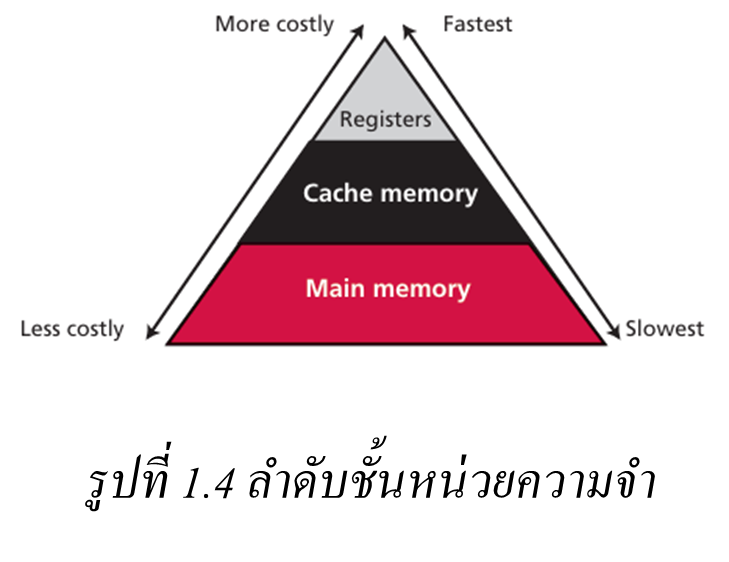 More costly Fastest
Registers
Cache memory
Main memory
Less costly Slowest
รูปที่ 1.4 ลำดับชั้นหน่วยความจำ